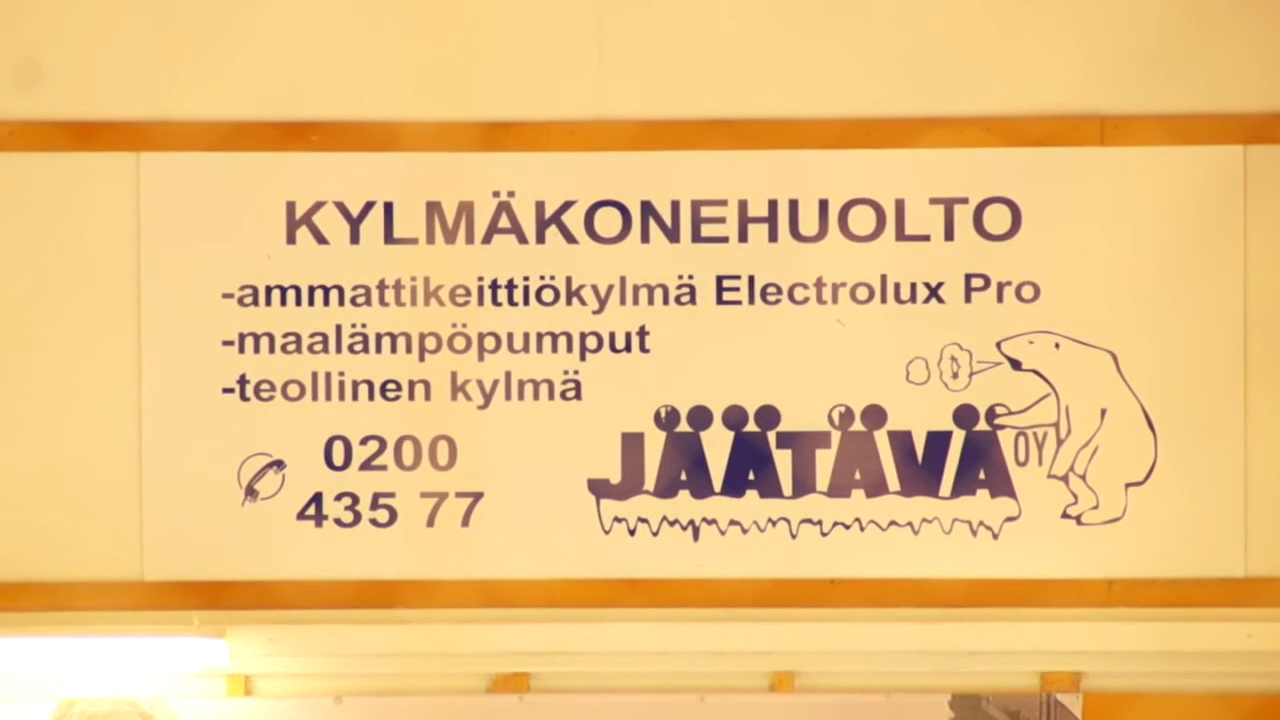 KYLMÄKONEHUOLTO
-ammattikeittiökylmä Electrolux Pro
-maalämpöpumput
-teollinen kylmä
0200
435 77
JÄÄTÄVÄ OY